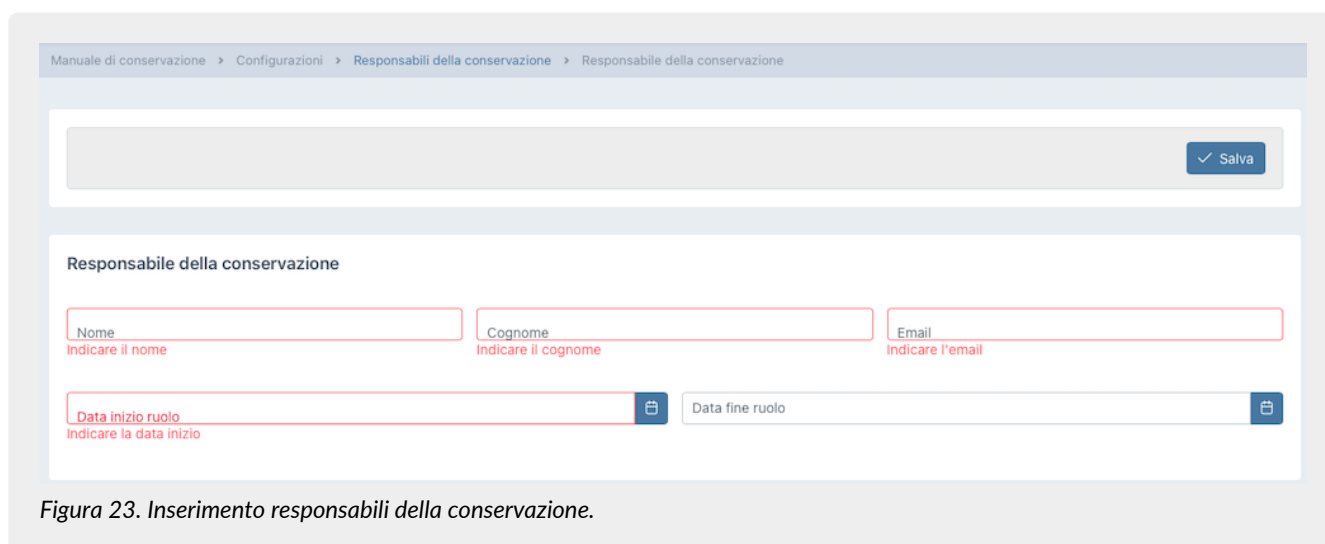 Manuale di conservazione > Configurazioni > Responsabili della conservazione > Responsabile della conservazione
Salva
Responsabile della conservazione
Nome Cognome Email
Indicare il nome Indicare il cognome Indicare l'email
Data inizio ruolo Data fine ruolo
Indicare la data inizio
Figura 23. Inserimento responsabili della conservazione.